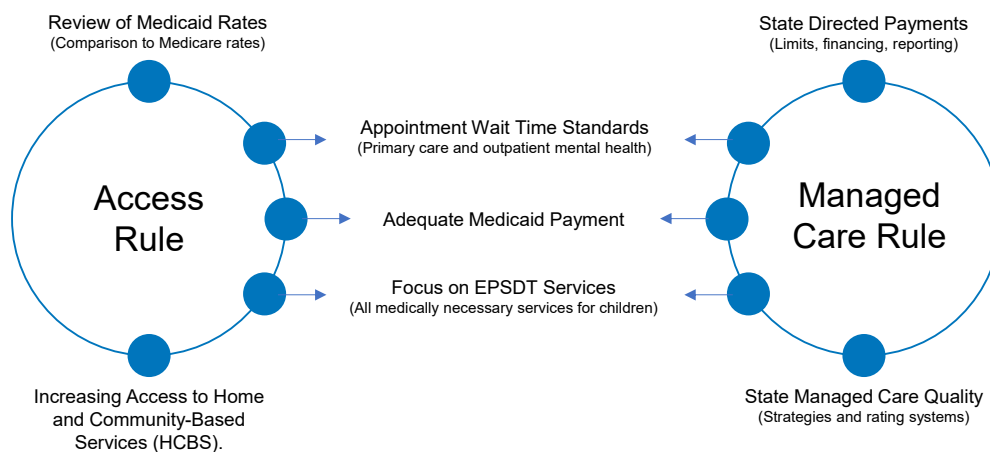 Review of Medicaid Rates
(Comparison to Medicare rates)
Access
Rule
Increasing Access to Home
and Community-Based
Services (HCBS).
Appointment Wait Time Standards
(Primary care and outpatient mental health)
Adequate Medicaid Payment
Focus on EPSDT Services
(All medically necessary services for children)
State Directed Payments
(Limits, financing, reporting)
Managed
Care Rule
State Managed Care Quality
(Strategies and rating systems)